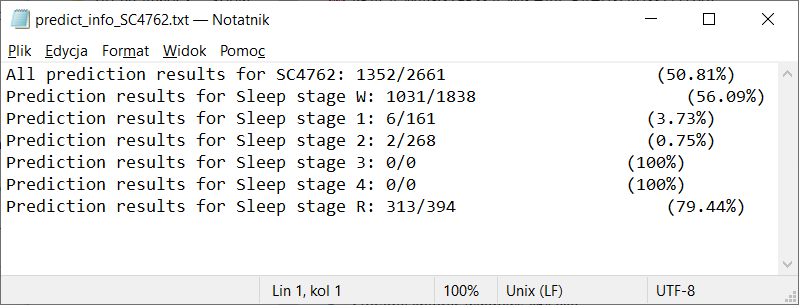 predict_info_SC4762.txt — Notatnik
Plik Edycja Format Widok Pomoc
All prediction results for SC4762: 1352/2661 (50.81%)
Prediction results for Sleep stage W: 1031/1838 (56.09%)
Prediction results for Sleep stage 1: 6/161 (3.73%)
Prediction results for Sleep stage 2: 2/268 (0.75%)
Prediction results for Sleep stage 3: 0/0 (100%)
Prediction results for Sleep stage 4: 0/0 (100%)
Prediction results for Sleep stage R: 313/394 (79.44%)
Lin 1, kol 1 100% Unix (LF) UTF-8